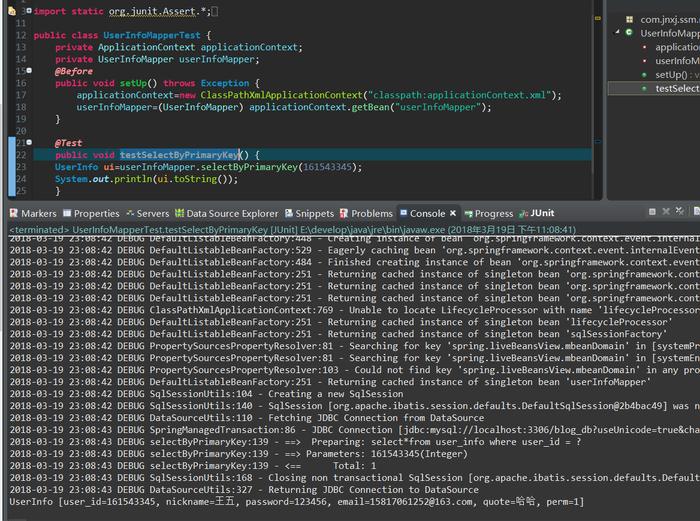 3 import static org.junit.Assert.*;
11
12 public class UserInfoMapperTest {
13 private ApplicationContext applicationContext;
14 private UserInfoMapper userInfoMapper;
15 @Before
16 public void setUp() throws Exception {
17 applicationContext=new ClassPathXmlApplicationContext("classpath:applicationContext.xml");
18 userInfoMapper=(UserInfoMapper) applicationContext.getBean("userInfoMapper");
19 }
20
21 @Test
22 public void testSelectByPrimaryKey() {
23 UserInfo ui=userInfoMapper.selectByPrimaryKey(161543345);
24 System.out.println(ui.toString());
25 }
com.jnxj.ssm.
UserInfoMapp
applicatio
userInfoM
setUp() : v
testSelect
Markers Properties Servers Data Source Explorer Snippets Problems Console Progress JUnit
<terminated> UserInfoMapperTest.testSelectByPrimaryKey [JUnit] E:\develop\java\jre\bin\javaw.exe (2018年3月19日 下午11:08:41)
2018-03-19 23:08:42 DEBUG DefaultListableBeanFactory:448 - Creating instance of bean 'org.springframework.context.event.internal
2018-03-19 23:08:42 DEBUG DefaultListableBeanFactory:529 - Eagerly caching bean 'org.springframework.context.event.internalEvent
2018-03-19 23:08:42 DEBUG DefaultListableBeanFactory:484 - Finished creating instance of bean 'org.springframework.context.event
2018-03-19 23:08:42 DEBUG DefaultListableBeanFactory:251 - Returning cached instance of singleton bean 'org.springframework.cont
2018-03-19 23:08:42 DEBUG DefaultListableBeanFactory:251 - Returning cached instance of singleton bean 'org.springframework.cont
2018-03-19 23:08:42 DEBUG ClassPathXmlApplicationContext:769 - Unable to locate LifecycleProcessor with name 'lifecycleProcessor
2018-03-19 23:08:42 DEBUG DefaultListableBeanFactory:251 - Returning cached instance of singleton bean 'lifecycleProcessor'
2018-03-19 23:08:42 DEBUG DefaultListableBeanFactory:251 - Returning cached instance of singleton bean 'sqlSessionFactory'
2018-03-19 23:08:42 DEBUG PropertySourcesPropertyResolver:81 - Searching for key 'spring.liveBeansView.mbeanDomain' in [systemPr
2018-03-19 23:08:42 DEBUG PropertySourcesPropertyResolver:81 - Searching for key 'spring.liveBeansView.mbeanDomain' in [systemEn
2018-03-19 23:08:42 DEBUG PropertySourcesPropertyResolver:103 - Could not find key 'spring.liveBeansView.mbeanDomain' in any pro
2018-03-19 23:08:42 DEBUG DefaultListableBeanFactory:251 - Returning cached instance of singleton bean 'userInfoMapper'
2018-03-19 23:08:42 DEBUG SqlSessionUtils:104 - Creating a new SqlSession
2018-03-19 23:08:42 DEBUG SqlSessionUtils:140 - SqlSession [org.apache.ibatis.session.defaults.DefaultSqlSession@2b4bac49] was n
2018-03-19 23:08:42 DEBUG DataSourceUtils:110 - Fetching JDBC Connection from DataSource
2018-03-19 23:08:43 DEBUG SpringManagedTransaction:86 - JDBC Connection [jdbc:mysql://localhost:3306/blog_db?useUnicode=true&cha
2018-03-19 23:08:43 DEBUG selectByPrimaryKey:139 - ==> Preparing: select*from user_info where user_id = ?
2018-03-19 23:08:43 DEBUG selectByPrimaryKey:139 - ==> Parameters: 161543345(Integer)
2018-03-19 23:08:43 DEBUG selectByPrimaryKey:139 - <== Total: 1
2018-03-19 23:08:43 DEBUG SqlSessionUtils:168 - Closing non transactional SqlSession [org.apache.ibatis.session.defaults.Default
2018-03-19 23:08:43 DEBUG DataSourceUtils:327 - Returning JDBC Connection to DataSource
UserInfo [user_id=161543345, nickname=王五, password=123456, email=15817061252@163.com, quote=哈哈, perm=1]